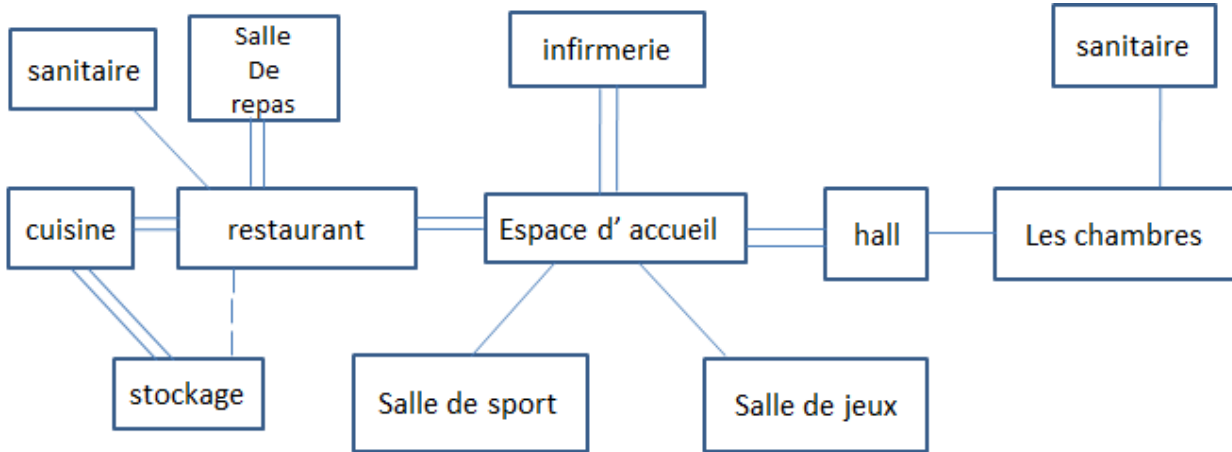 sanitaire
Salle
De
repas
infirmerie
sanitaire
cuisine
restaurant
Espace d' accueil
hall
Les chambres
stockage
Salle de sport
Salle de jeux